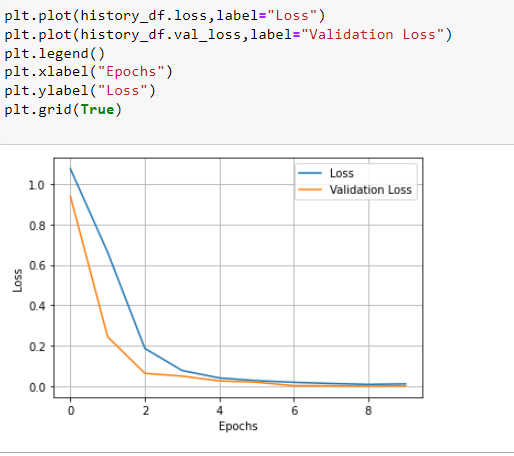 plt.plot(history_df.loss,label="Loss")
plt.plot(history_df.val_loss,label="Validation Loss")
plt.legend()
plt.xlabel("Epochs")
plt.ylabel("Loss")
plt.grid(True)
Loss
Validation Loss
1.0
0.8
0.6
0.4
0.2
0.0
Loss
0 2 4 6 8
Epochs